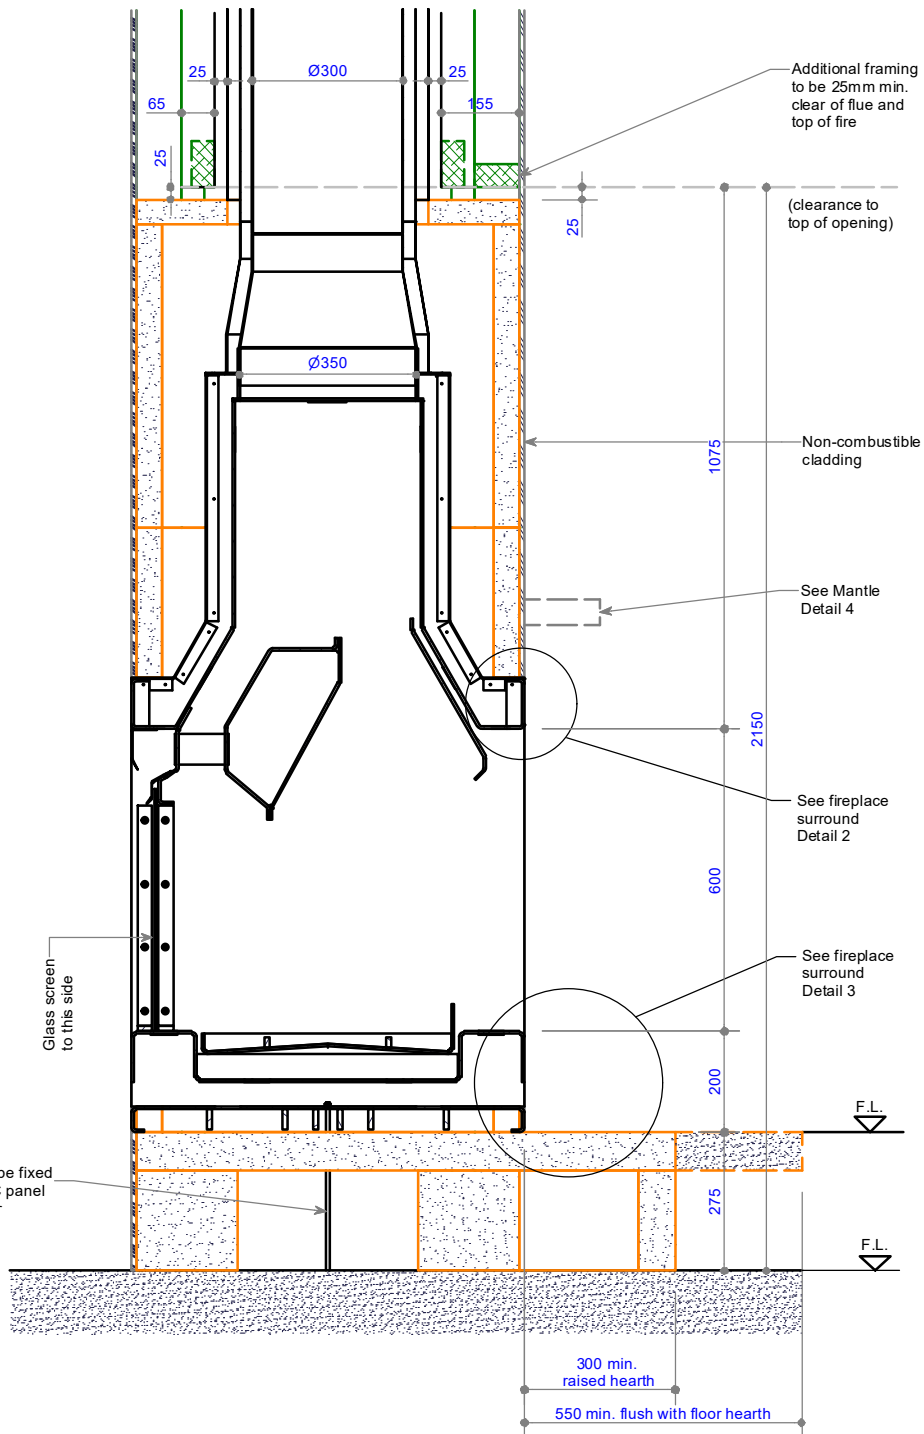 25
Ø300
25
65
155
Additional framing
to be 25mm min.
clear of flue and
top of fire
25
25
(clearance to
top of opening)
Ø350
1075
Non-combustible
cladding
See Mantle
Detail 4
2150
See fireplace
surround
Detail 2
600
Glass screen
to this side
See fireplace
surround
Detail 3
200
F.L.
be fixed
panel
275
F.L.
300 min.
raised hearth
550 min. flush with floor hearth